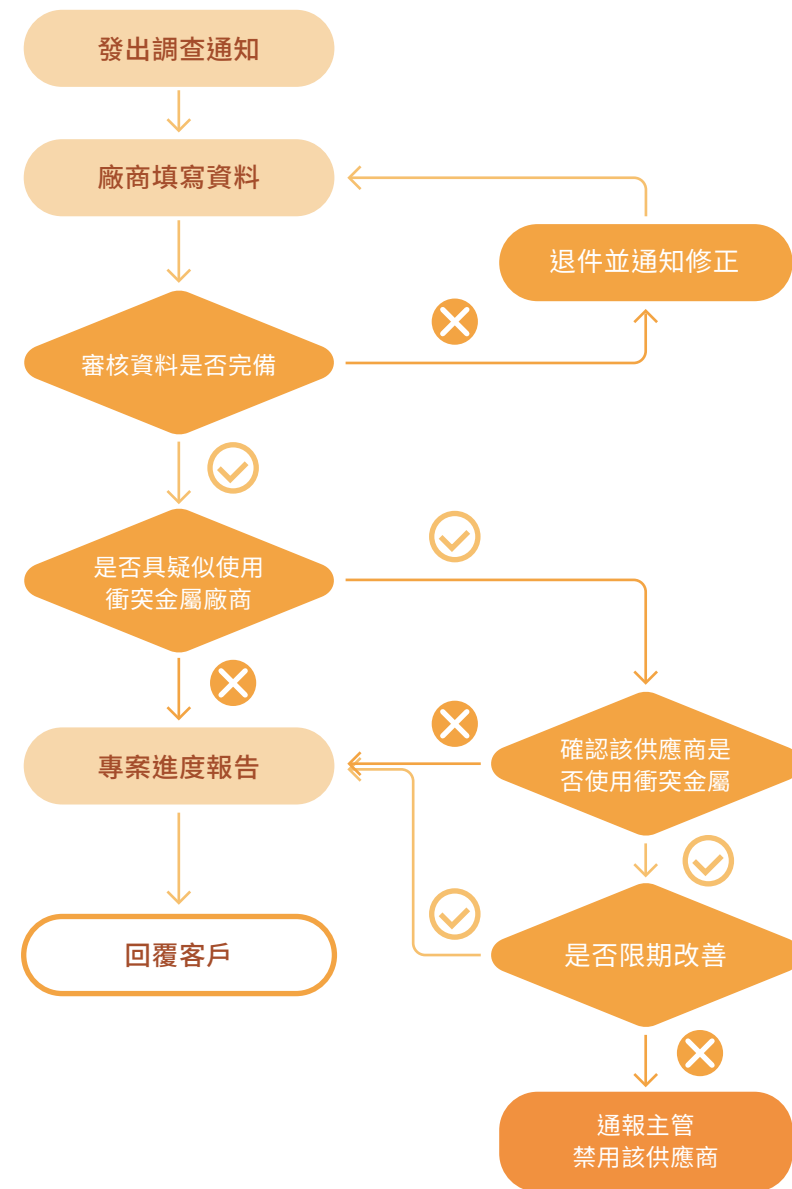 發出調查通知
廠商填寫資料
退件並通知修正
審核資料是否完備
是否具疑似使用
衝突金屬廠商
專案進度報告
確認該供應商是
否使用衝突金屬
回覆客戶
是否限期改善
通報主管
禁用該供應商